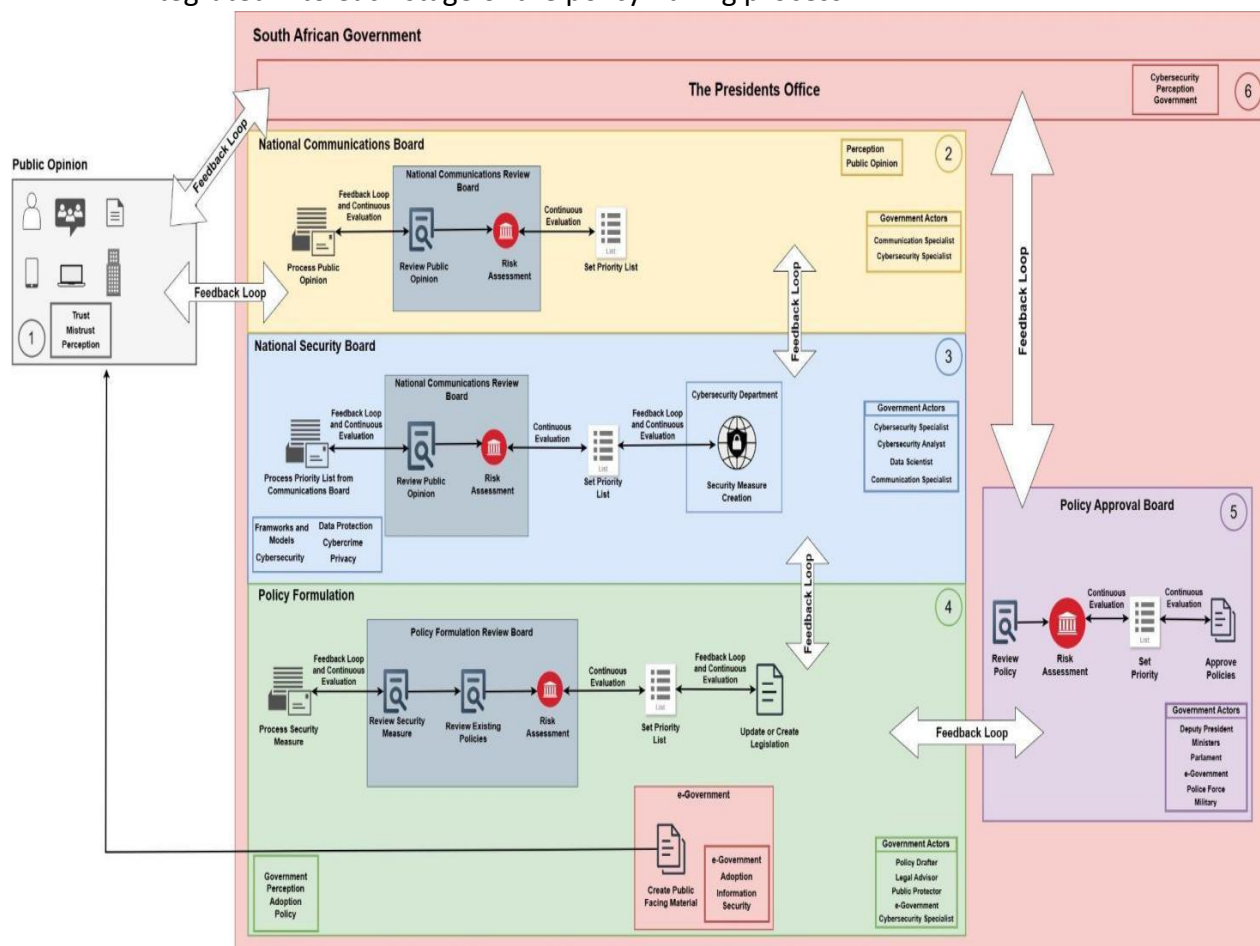 South African Government
The Presidents Office
Cybersecurity
Perception
Government
6
Feedback Loop
Public Opinion
1
Trust
Mistrust
Perception
Feedback Loop
National Communications Board
2
Perception
Public Opinion
National Communications Review
Board
Feedback Loop
and Continuous
Evaluation
Continuous
Evaluation
List
Process Public
Opinion
Review Public
Opinion
Risk
Assessment
Set Priority List
Government Actors
Communication Specialist
Cybersecurity Specialist
Feedback Loop
Feedback Loop
National Security Board
3
National Communications Review
Board
Cybersecurity Department
Feedback Loop
and Continuous
Evaluation
Continuous
Evaluation
Feedback Loop
and Continuous
Evaluation
List
Process Priority List from
Communications Board
Review Public
Opinion
Risk
Assessment
Set Priority
List
Security Measure
Creation
Government Actors
Cybersecurity Specialist
Cybersecurity Analyst
Data Scientist
Communication Specialist
Framworks and
Models
Cybersecurity
Data Protection
Cybercrime
Privacy
Feedback Loop
Policy Formulation
4
Policy Formulation Review Board
Feedback Loop
and Continuous
Evaluation
Continuous
Evaluation
Feedback Loop
and Continuous
Evaluation
List
Process Security
Measure
Review Security
Measure
Review Existing
Policies
Risk
Assessment
Set Priority
List
Update or Create
Legislation
e-Government
Create Public
Facing Material
e-Government
Adoption
Information
Security
Government
Perception
Adoption
Policy
Government Actors
Policy Drafter
Legal Advisor
Public Protector
e-Government
Cybersecurity Specialist
Feedback Loop
Policy Approval Board
5
Continuous
Evaluation
Continuous
Evaluation
List
Review
Policy
Risk
Assessment
Set
Priority
Approve
Policies
Government Actors
Deputy President
Ministers
Parlament
e-Government
Police Force
Military